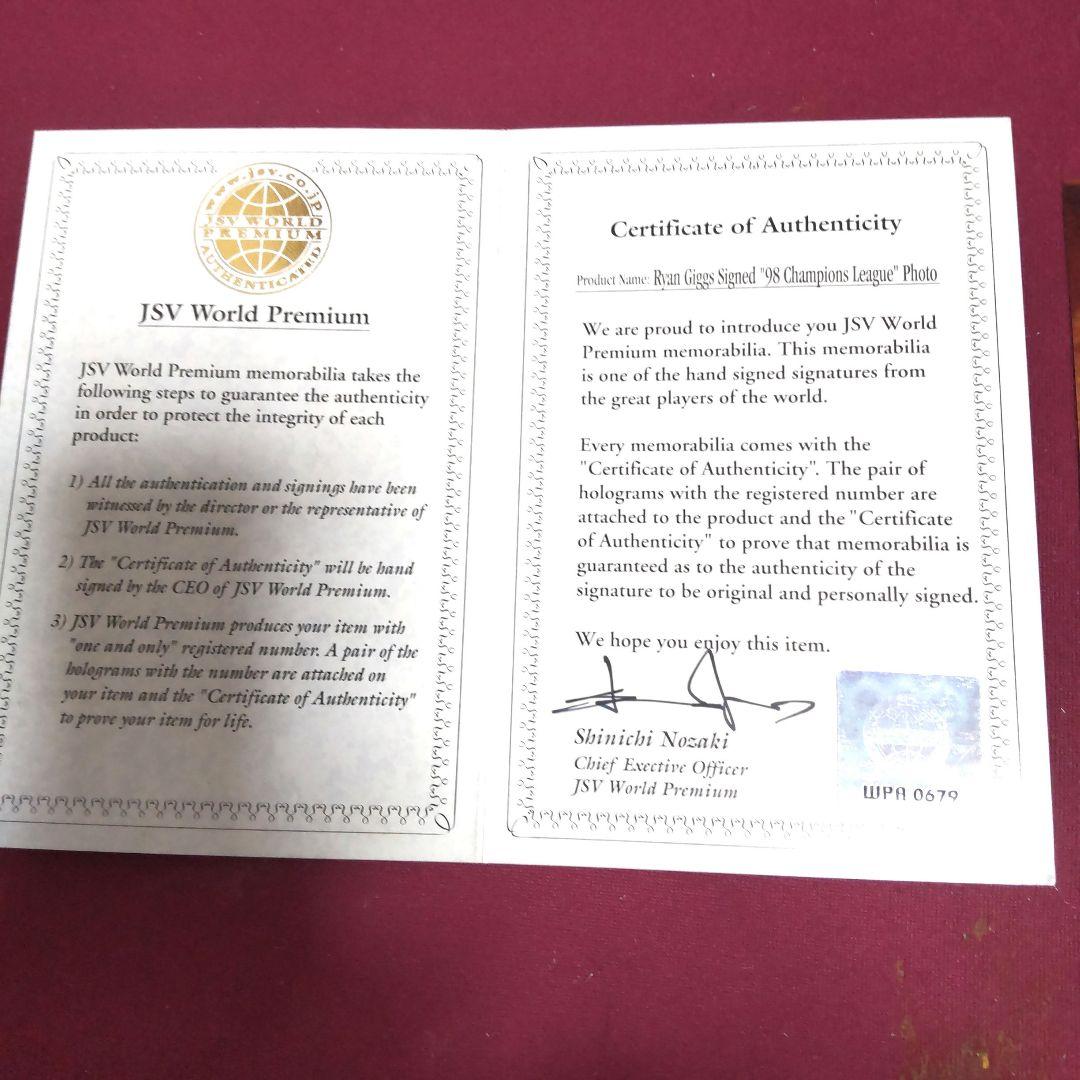 www.jsv.co.jp
JSV WORLD
PREMIUM
AUTHENTICATED
JSV World Premium
JSV World Premium memorabilia takes the
following steps to guarantee the authenticity
in order to protect the integrity of each
product:
1) All the authentication and signings have been
witnessed by the director or the representative of
JSV World Premium.
2) The "Certificate of Authenticity" will be hand
signed by the CEO of JSV World Premium.
3) JSV World Premium produces your item with
"one and only" registered number. A pair of the
holograms with the number are attached on
your item and the "Certificate of Authenticity"
to prove your item for life.
Certificate of Authenticity
Product Name: Ryan Giggs Signed "98 Champions League" Photo
We are proud to introduce you JSV World
Premium memorabilia. This memorabilia
is one of the hand signed signatures from
the great players of the world.
Every memorabilia comes with the
"Certificate of Authenticity". The pair of
holograms with the registered number are
attached to the product and the "Certificate
of Authenticity" to prove that memorabilia is
guaranteed as to the authenticity of the
signature to be original and personally signed.
We hope you enjoy this item.
Shinichi Nozaki
Chief Exective Officer
JSV World Premium
WPA 0679